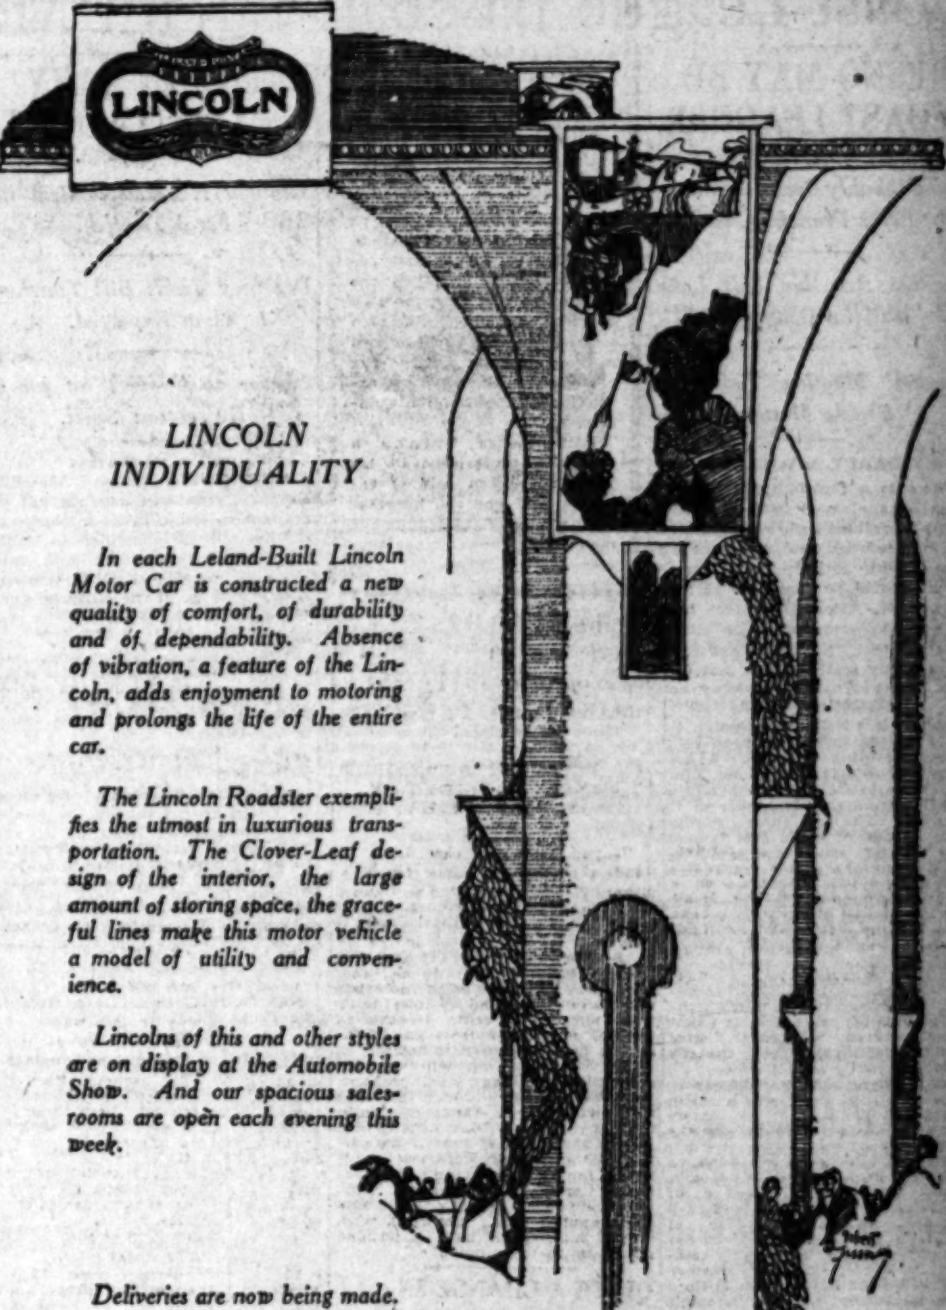 LINCOLN
LINCOLN
INDIVIDUALITY
In each Leland-Built Lincoln
Motor Car is constructed a new
quality of comfort, of durability
and of dependability. Absence
of vibration, a feature of the Lin-
coln, adds enjoyment to motoring
and prolongs the life of the entire
car.
The Lincoln Roadster exempli-
fies the utmost in luxurious trans-
portation. The Clover-Leaf de-
sign of the interior, the large
amount of storing space, the grace-
ful lines make this motor vehicle
a model of utility and conven-
ience.
Lincolns of this and other styles
are on display at the Automobile
Show. And our spacious sales-
rooms are open each evening this
week.
Deliveries are now being made.